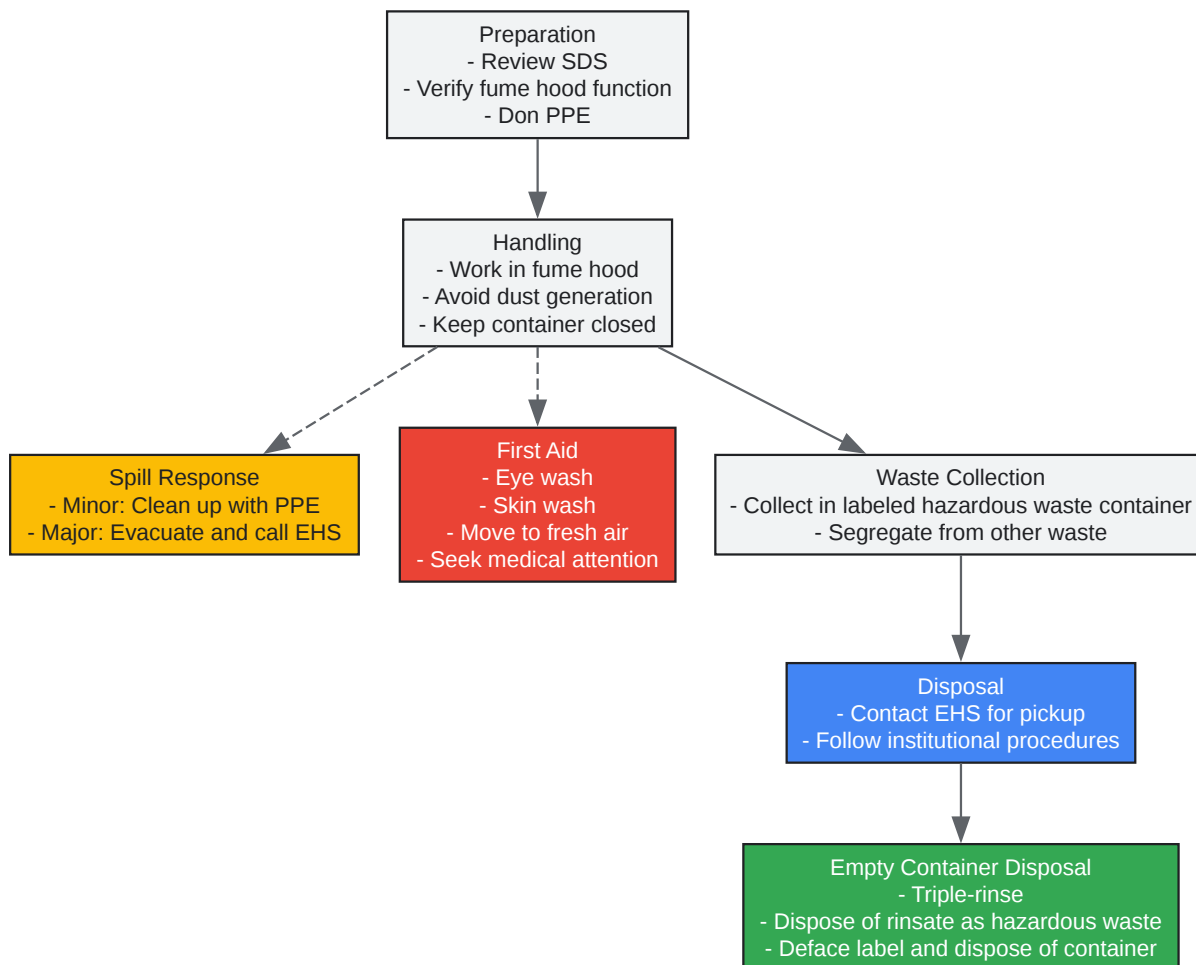 Preparation
- Review SDS
- Verify fume hood function
- Don PPE
Handling
- Work in fume hood
- Avoid dust generation
- Keep container closed
Spill Response
- Minor: Clean up with PPE
- Major: Evacuate and call EHS
First Aid
- Eye wash
- Skin wash
- Move to fresh air
- Seek medical attention
Waste Collection
- Collect in labeled hazardous waste container
- Segregate from other waste
Disposal
- Contact EHS for pickup
- Follow institutional procedures
Empty Container Disposal
- Triple-rinse
- Dispose of rinsate as hazardous waste
- Deface label and dispose of container